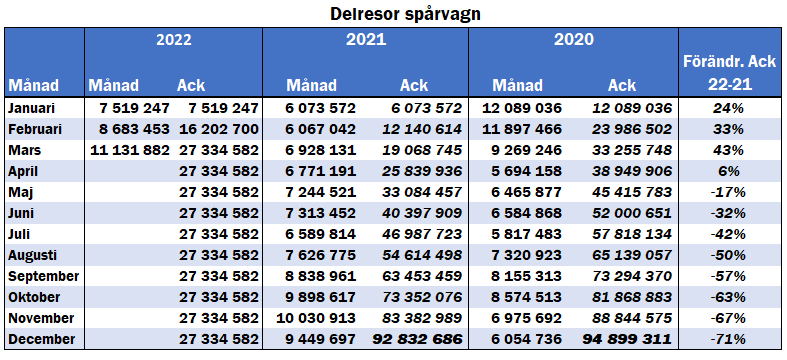 Delresor spårvagn
2022 2021 2020
Förändr. Ack
Månad Månad Ack Månad Ack Månad Ack 22-21
Januari 7 519 247 7 519 247 6 073 572 6 073 572 12 089 036 12 089 036 24%
Februari 8 683 453 16 202 700 6 067 042 12 140 614 11 897 466 23 986 502 33%
Mars 11 131 882 27 334 582 6 928 131 19 068 745 9 269 246 33 255 748 43%
April 27 334 582 6 771 191 25 839 936 5 694 158 38 949 906 6%
Maj 27 334 582 7 244 521 33 084 457 6 465 877 45 415 783 -17%
Juni 27 334 582 7 313 452 40 397 909 6 584 868 52 000 651 -32%
Juli 27 334 582 6 589 814 46 987 723 5 817 483 57 818 134 -42%
Augusti 27 334 582 7 626 775 54 614 498 7 320 923 65 139 057 -50%
September 27 334 582 8 838 961 63 453 459 8 155 313 73 294 370 -57%
Oktober 27 334 582 9 898 617 73 352 076 8 574 513 81 868 883 -63%
November 27 334 582 10 030 913 83 382 989 6 975 692 88 844 575 -67%
December 27 334 582 9 449 697 92 832 686 6 054 736 94 899 311 -71%